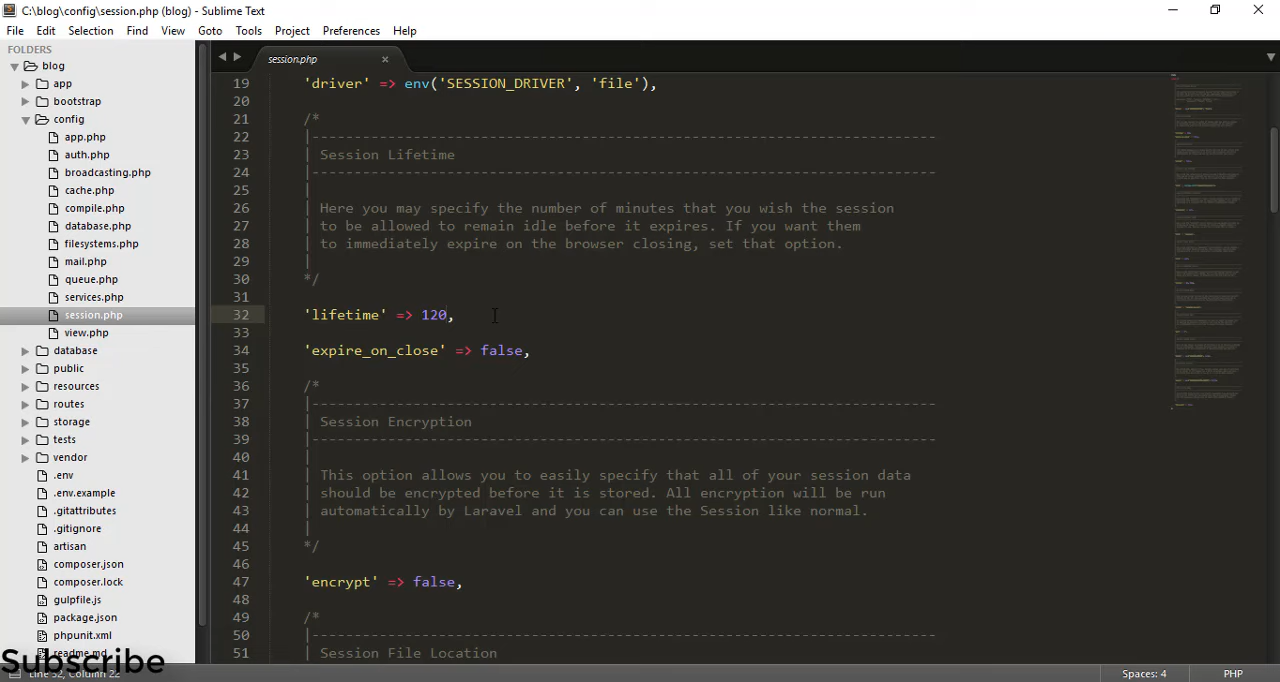 C:\blog\config\session.php (blog) - Sublime Text
File Edit Selection Find View Goto Tools Project Preferences Help
FOLDERS
blog
app
bootstrap
config
app.php
auth.php
broadcasting.php
cache.php
compile.php
database.php
filesystems.php
mail.php
queue.php
services.php
session.php
view.php
database
public
resources
routes
storage
tests
vendor
.env
.env.example
.gitattributes
.gitignore
artisan
composer.json
composer.lock
gulpfile.js
package.json
phpunit.xml
readme.md
session.php
19 'driver' => env('SESSION_DRIVER', 'file'),
20
21 /*
22 |--------------------------------------------------------------------------
23 | Session Lifetime
24 |--------------------------------------------------------------------------
25 |
26 | Here you may specify the number of minutes that you wish the session
27 | to be allowed to remain idle before it expires. If you want them
28 | to immediately expire on the browser closing, set that option.
29 |
30 */
31
32 'lifetime' => 120,
33
34 'expire_on_close' => false,
35
36 /*
37 |--------------------------------------------------------------------------
38 | Session Encryption
39 |--------------------------------------------------------------------------
40 |
41 | This option allows you to easily specify that all of your session data
42 | should be encrypted before it is stored. All encryption will be run
43 | automatically by Laravel and you can use the Session like normal.
44 |
45 */
46
47 'encrypt' => false,
48
49 /*
50 |--------------------------------------------------------------------------
51 | Session File Location
Subscribe
Line 32, Column 22
Spaces: 4 PHP